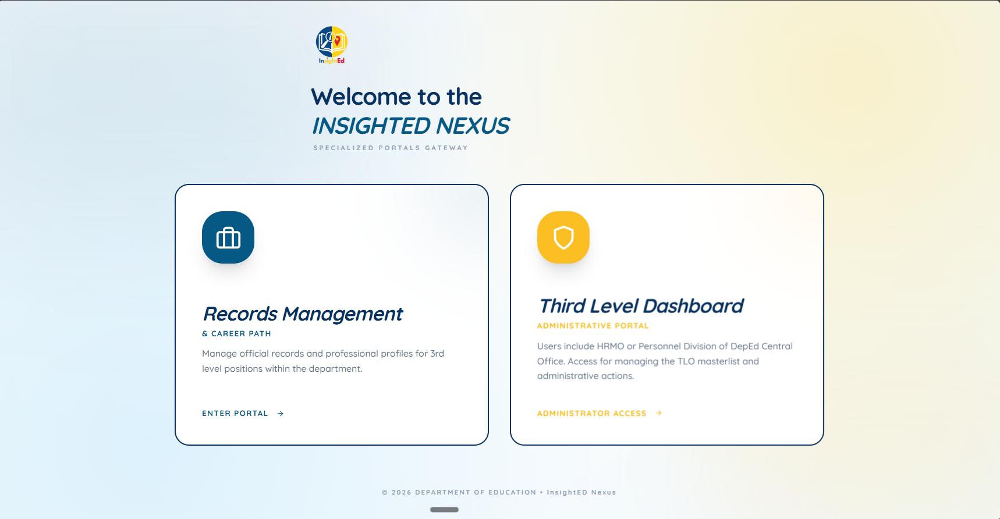 i
InsightEd
Welcome to the
INSIGHTED NEXUS
SPECIALIZED PORTALS GATEWAY
Records Management
& CAREER PATH
Manage official records and professional profiles for 3rd
level positions within the department.
ENTER PORTAL →
Third Level Dashboard
ADMINISTRATIVE PORTAL
Users include HRMO or Personnel Division of DepEd Central
Office. Access for managing the TLO masterlist and
administrative actions.
ADMINISTRATOR ACCESS →
© 2026 DEPARTMENT OF EDUCATION • InsightED Nexus